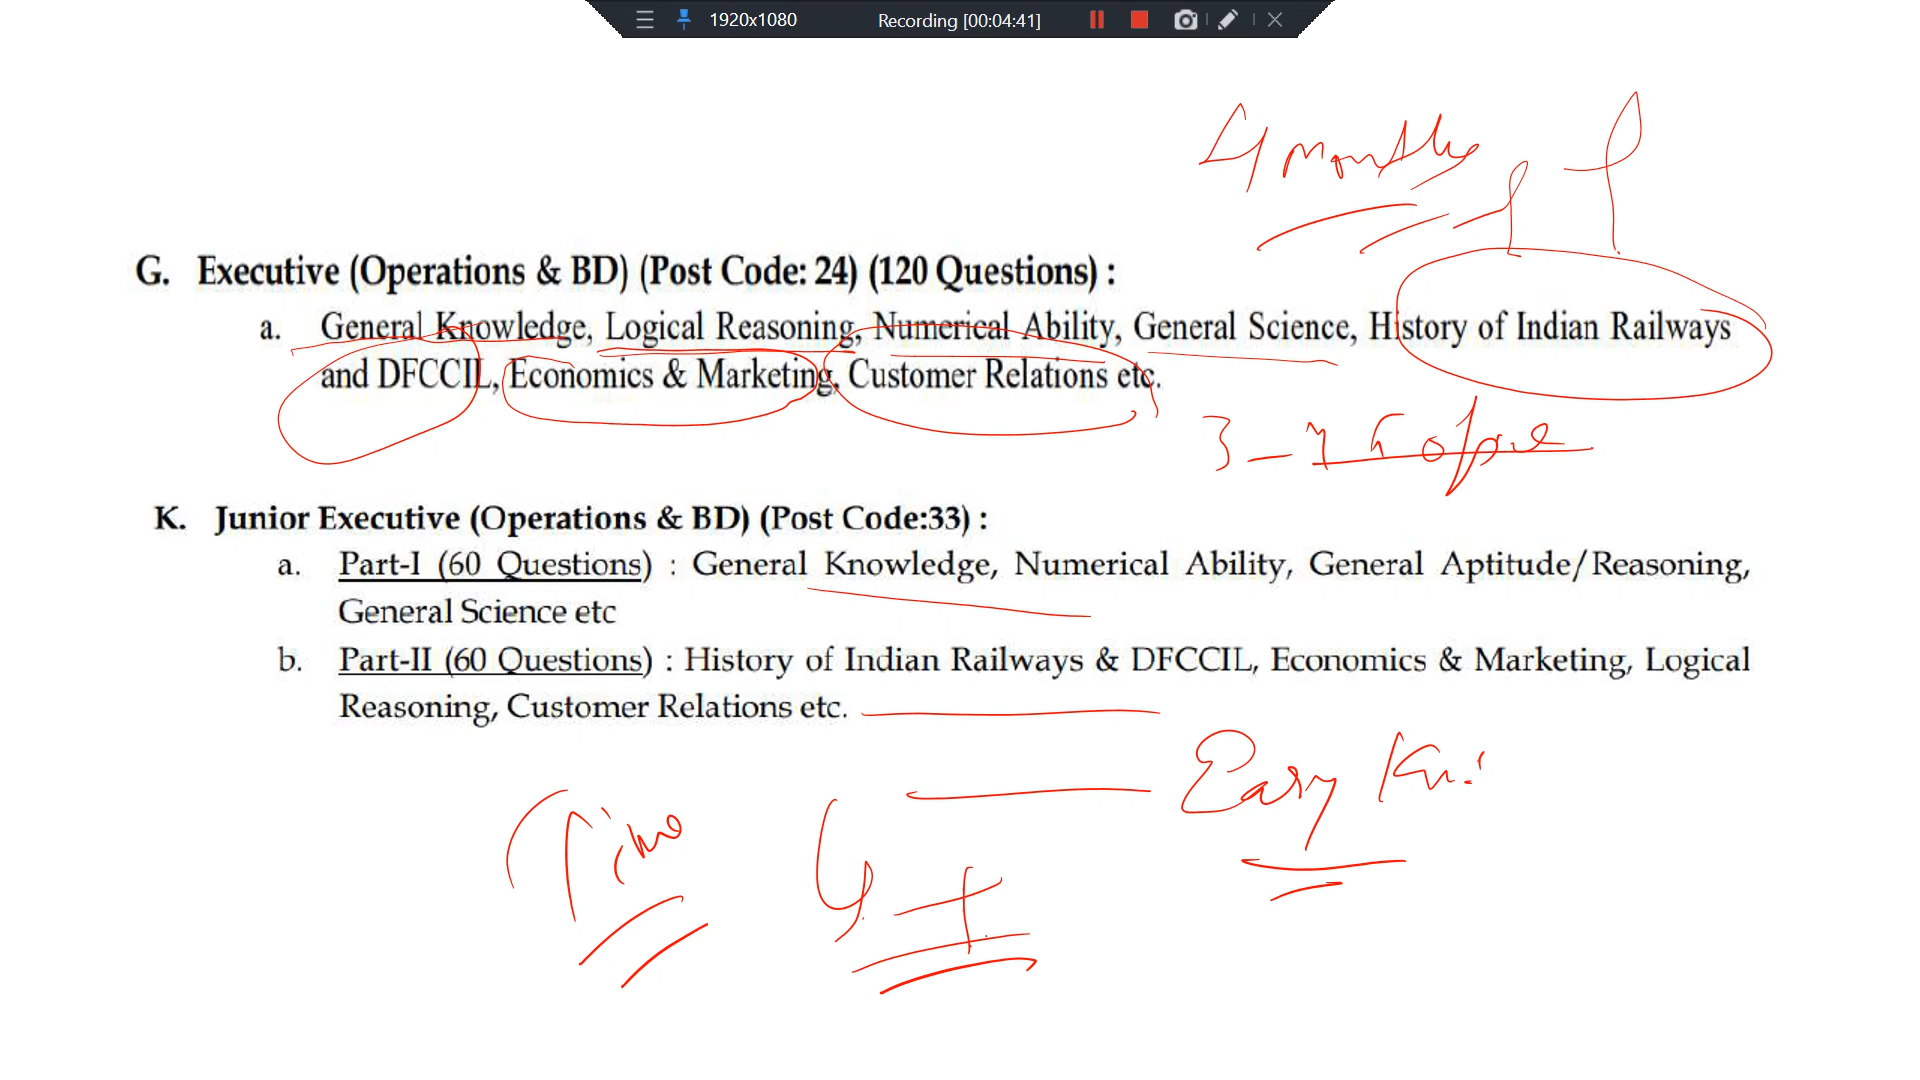 1920x1080 Recording [00:04:41]
4 months
G. Executive (Operations & BD) (Post Code: 24) (120 Questions) :
a. General Knowledge, Logical Reasoning, Numerical Ability, General Science, History of Indian Railways
and DFCCIL, Economics & Marketing, Customer Relations etc.
3-4
K. Junior Executive (Operations & BD) (Post Code:33) :
a. Part-I (60 Questions) : General Knowledge, Numerical Ability, General Aptitude/Reasoning,
General Science etc
b. Part-II (60 Questions) : History of Indian Railways & DFCCIL, Economics & Marketing, Logical
Reasoning, Customer Relations etc.
Easy
Time